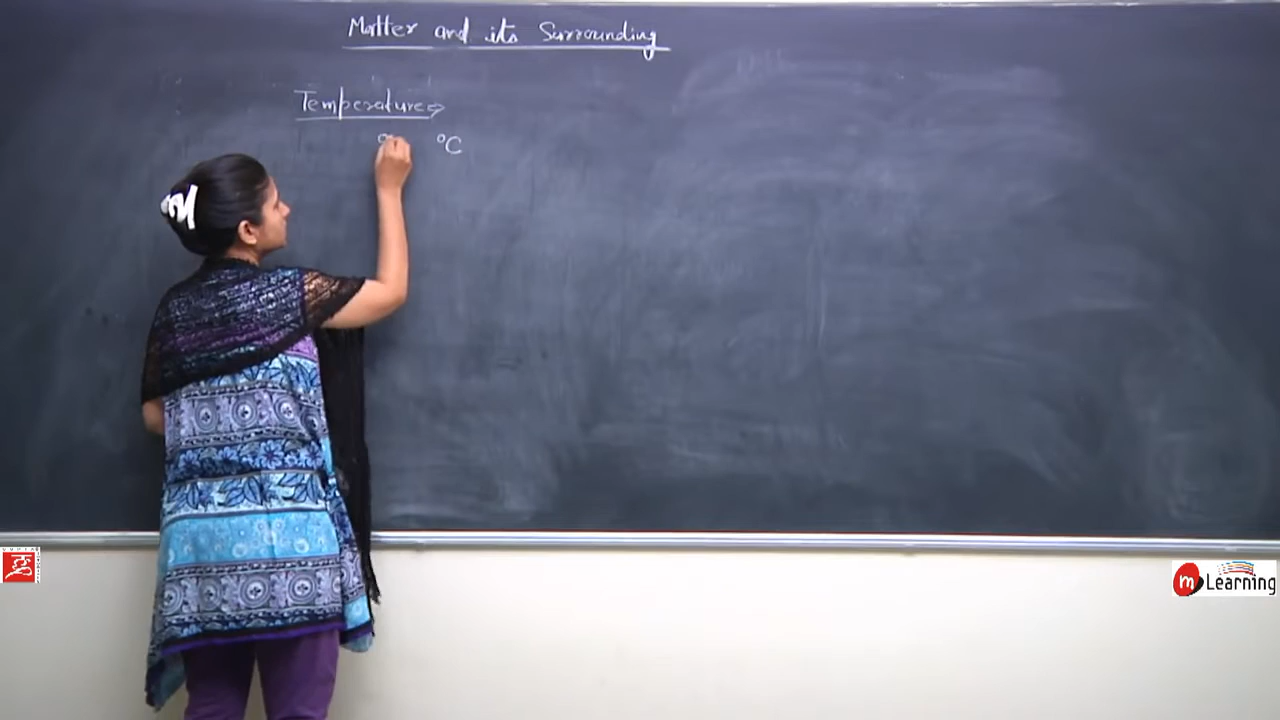 Matter and its Surrounding
Temperature →
°C
m Learning